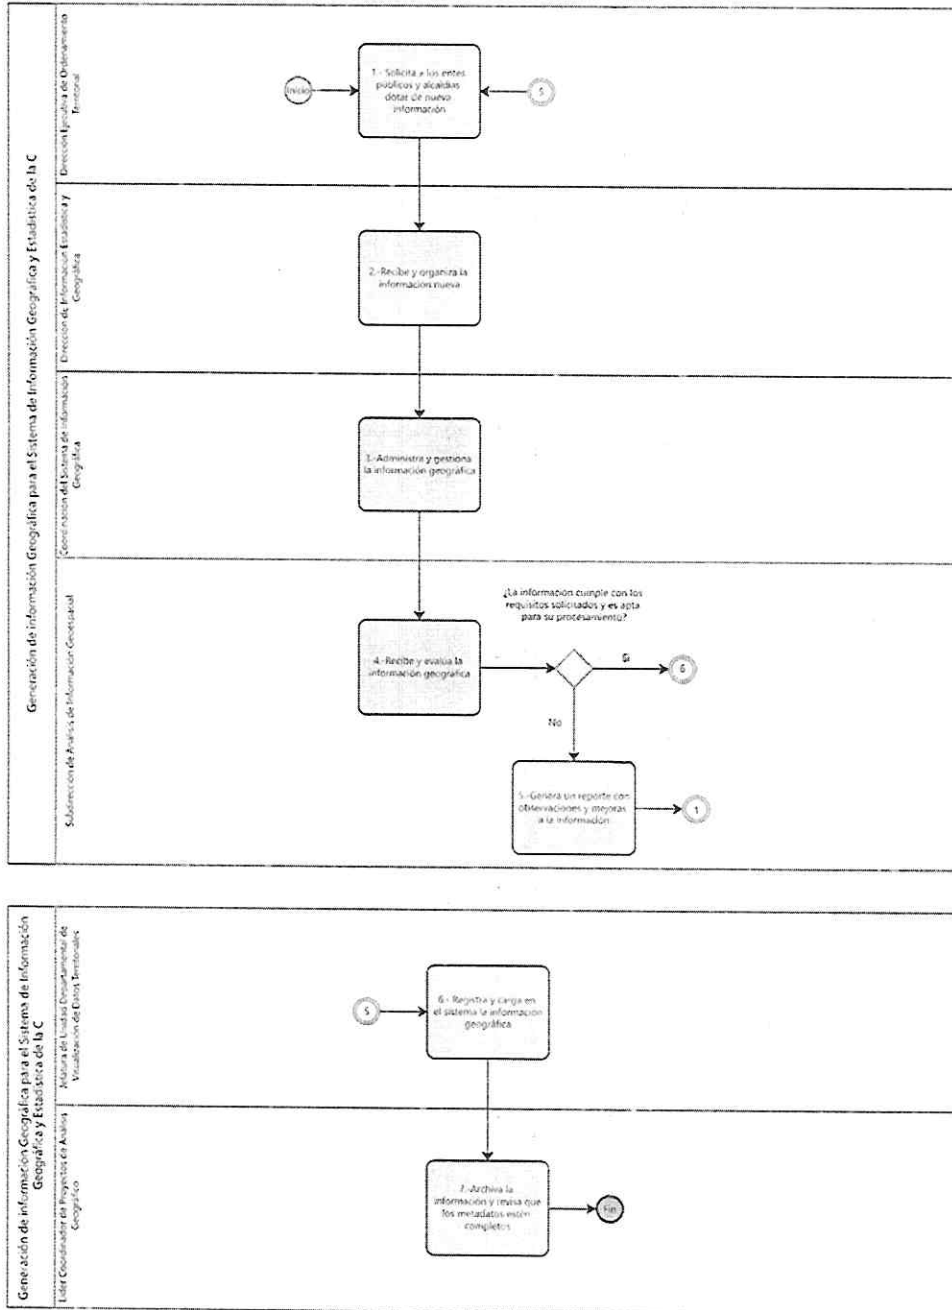 Generación de información Geográfica para el Sistema de Información Geográfica y Estadística de la C
Dirección Ejecutiva de Ordenamiento
Territorial
Inicio
1.- Solicita a los entes
públicos y alcaldías
dotar de nueva
información
5
Dirección de Información Estadística y
Geográfica
2.-Recibe y organiza la
información nueva
Coordinación del Sistema de Información
Geográfica
3.-Administra y gestiona
la información geográfica
Subdirección de Análisis de Información Geoespacial
4.-Recibe y evalúa la
información geográfica
¿La información cumple con los
requisitos solicitados y es apta
para su procesamiento?
Si
6
No
5.-Genera un reporte con
observaciones y mejoras
a la información
1
Generación de información Geográfica para el Sistema de Información
Geográfica y Estadística de la C
Jefatura de Unidad Departamental de
Visualización de Datos Territoriales
5
6.- Registra y carga en
el sistema la información
geográfica
Líder Coordinador de Proyectos de Análisis
Geográfico
7.-Archiva la
información y revisa que
los metadatos estén
completos
Fin